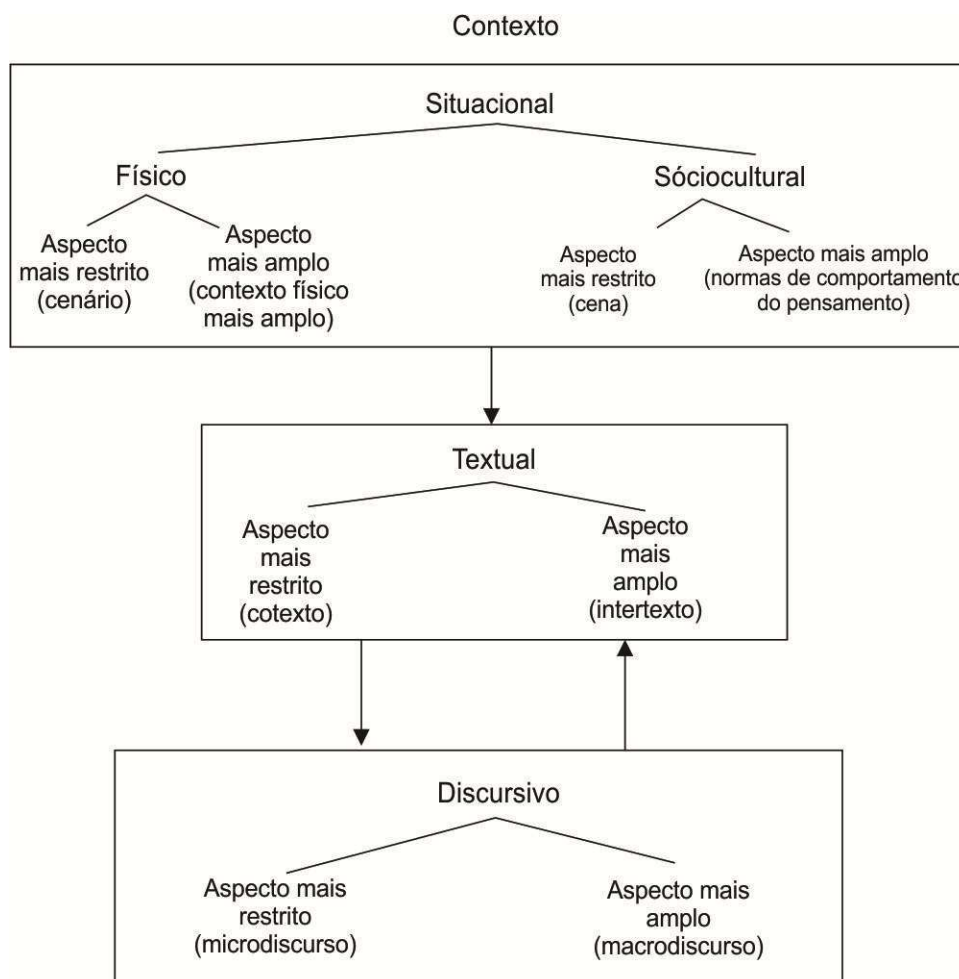 Contexto
Situacional
Físico
Sóciocultural
Aspecto
mais restrito
(cenário)
Aspecto
mais amplo
(contexto físico
mais amplo)
Aspecto
mais restrito
(cena)
Aspecto mais amplo
(normas de comportamento
do pensamento)
Textual
Aspecto
mais
restrito
(cotexto)
Aspecto
mais
amplo
(intertexto)
Discursivo
Aspecto mais
restrito
(microdiscurso)
Aspecto mais
amplo
(macrodiscurso)